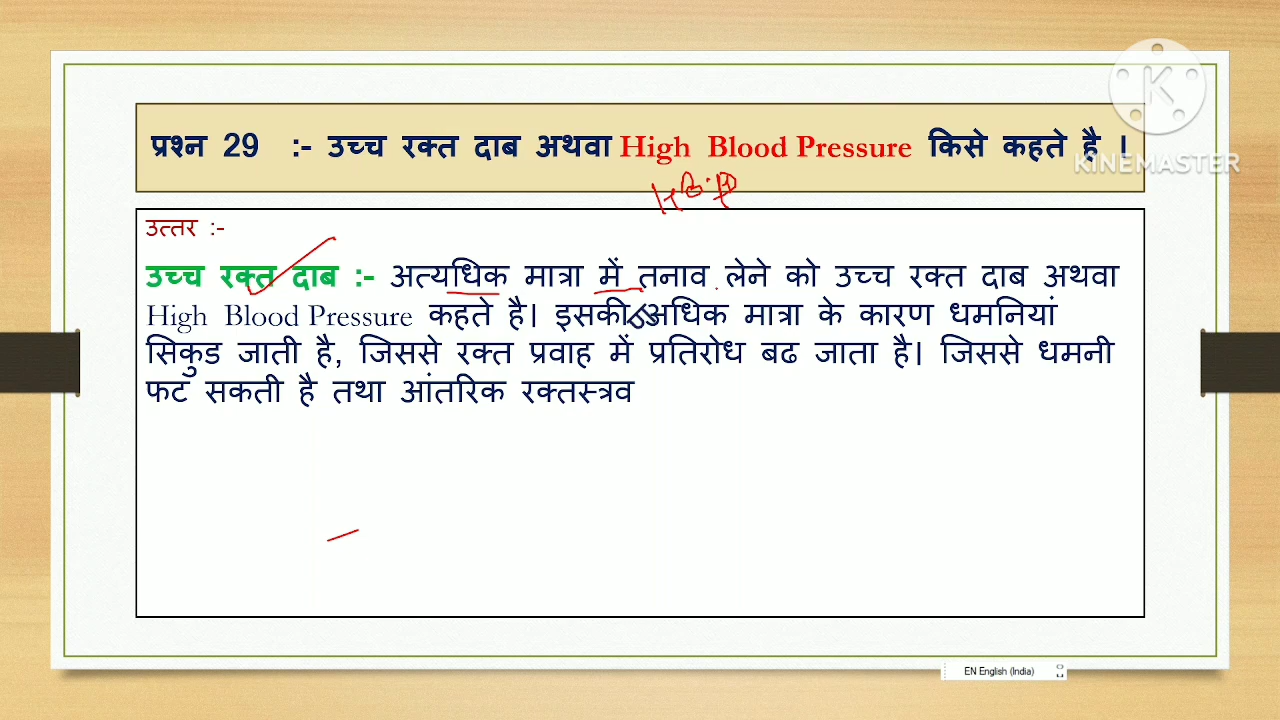 प्रश्न 29 :- उच्च रक्त दाब अथवा High Blood Pressure किसे कहते है ।
KINEMASTER
H.B.P
उत्तर :-
उच्च रक्त दाब :- अत्यधिक मात्रा में तनाव लेने को उच्च रक्त दाब अथवा
High Blood Pressure कहते है। इसकी अधिक मात्रा के कारण धमनियां
सिकुड जाती है, जिससे रक्त प्रवाह में प्रतिरोध बढ जाता है। जिससे धमनी
फट सकती है तथा आंतरिक रक्तस्त्रव
EN English (India)